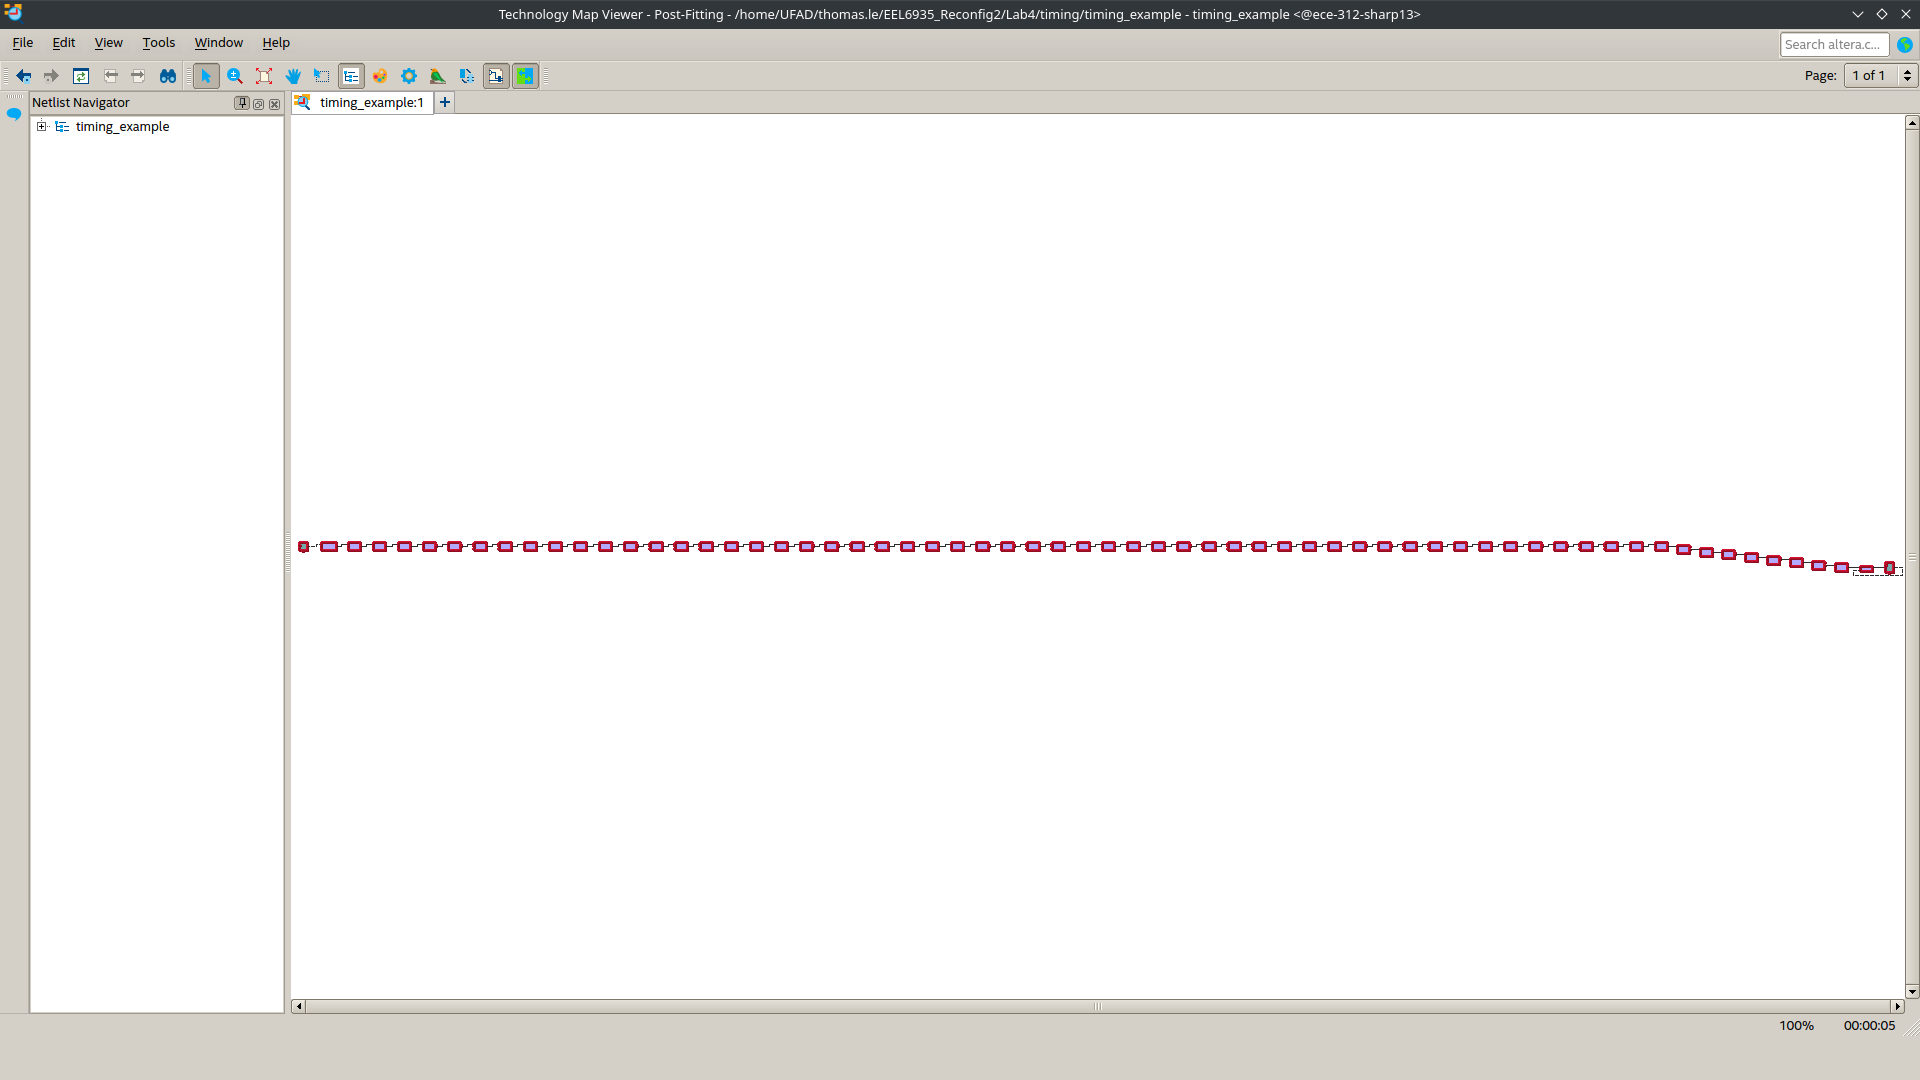 Technology Map Viewer - Post-Fitting - /home/UFAD/thomas.le/EEL6935_Reconfig2/Lab4/timing/timing_example - timing_example <@ece-312-sharp13>
File Edit View Tools Window Help
Search altera.c...
Page: 1 of 1
Netlist Navigator
timing_example:1
timing_example
100% 00:00:05